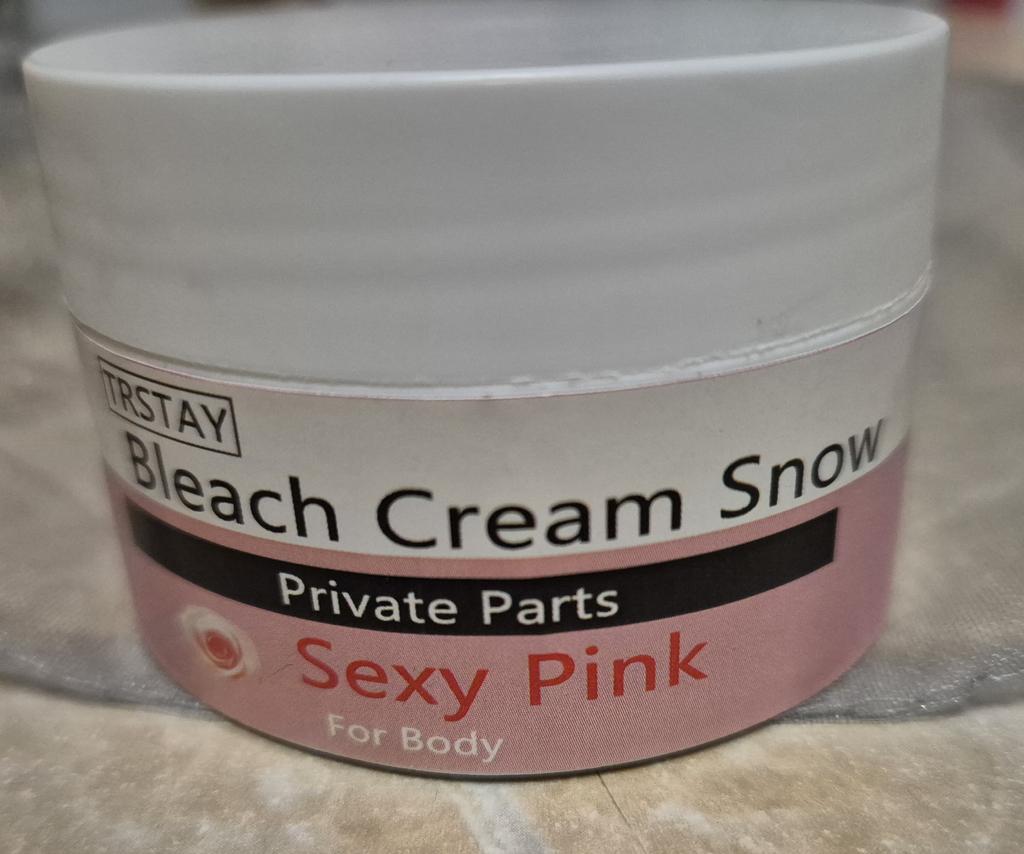 TRSTAY
Bleach Cream Snow
Private Parts
Sexy Pink
For Body